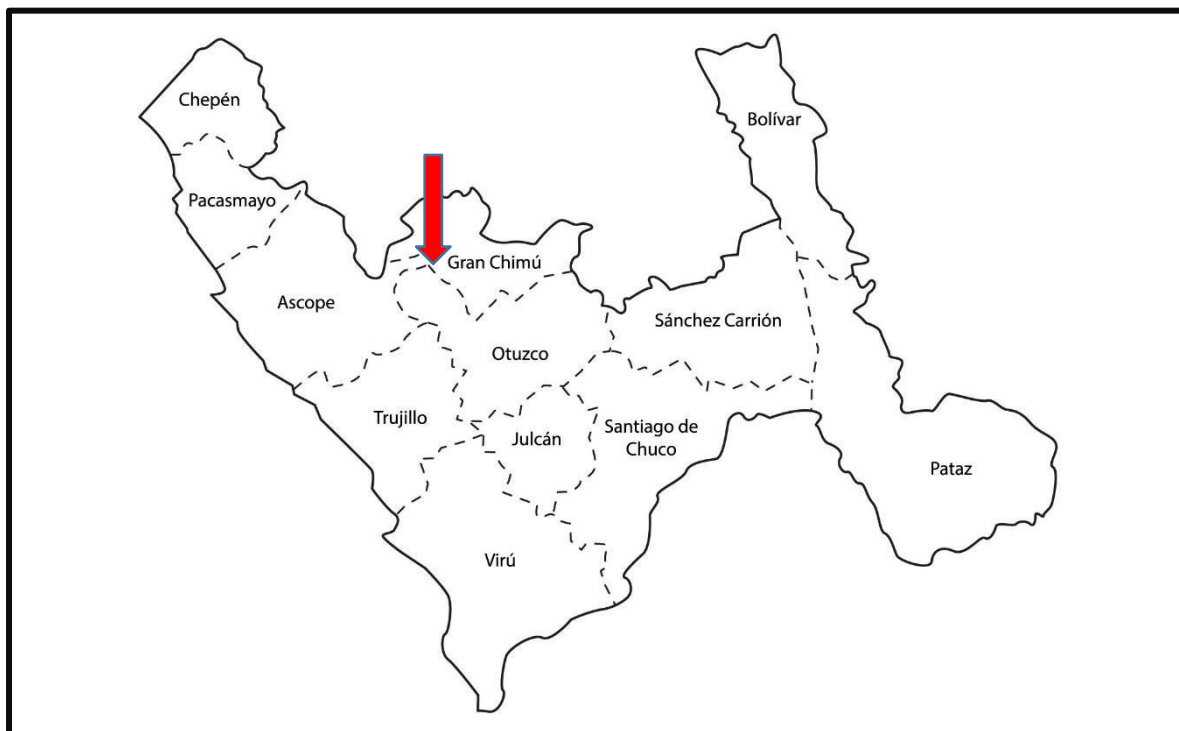 Chepén
Bolívar
Pacasmayo
Gran Chimú
Ascope
Sánchez Carrión
Otuzco
Trujillo
Julcán
Santiago de
Chuco
Pataz
Virú